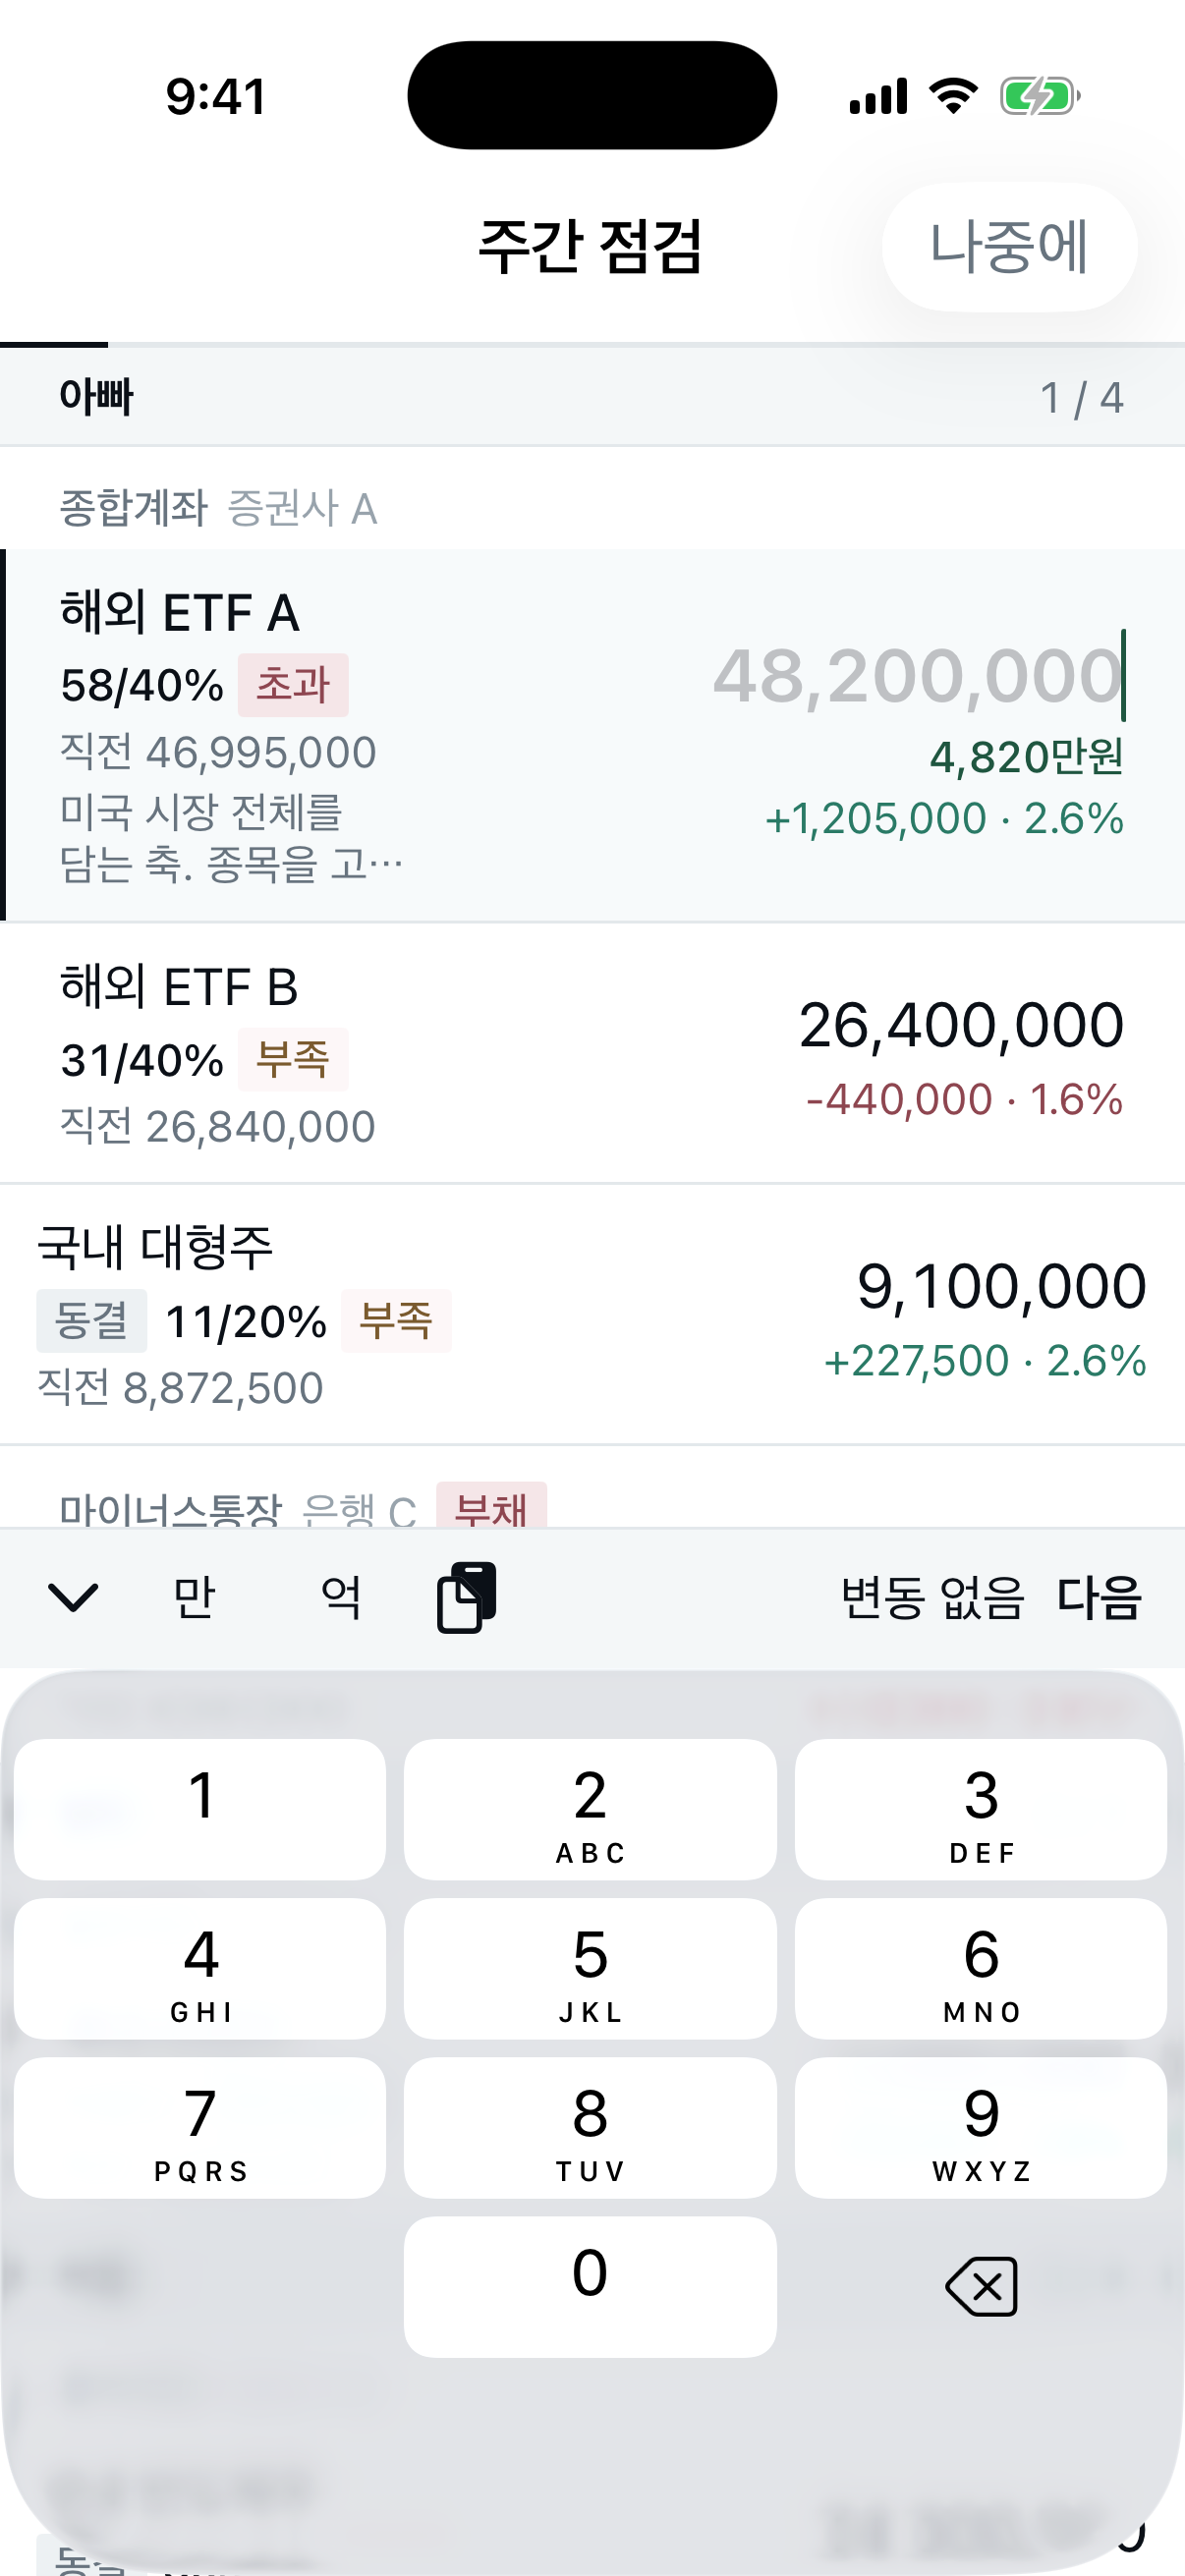 9:41
주간 점검
나중에
아빠
1 / 4
종합계좌 증권사 A
해외 ETF A
58/40% 초과
직전 46,995,000
미국 시장 전체를
담는 축. 종목을 고…
48,200,000
4,820만원
+1,205,000 · 2.6%
해외 ETF B
31/40% 부족
직전 26,840,000
26,400,000
-440,000 · 1.6%
국내 대형주
동결 11/20% 부족
직전 8,872,500
9,100,000
+227,500 · 2.6%
마이너스통장 은행 C 부채
만 억 변동 없음 다음
1
2
ABC
3
DEF
4
GHI
5
JKL
6
MNO
7
PQRS
8
TUV
9
WXYZ
0